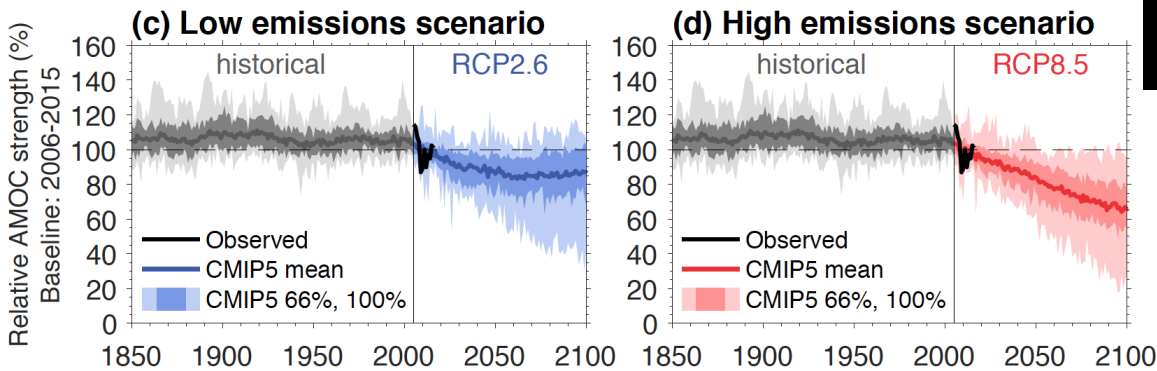 (c) Low emissions scenario
Relative AMOC strength (%)
Baseline: 2006-2015
160
140
120
100
80
60
40
20
0
historical
RCP2.6
Observed
CMIP5 mean
CMIP5 66%, 100%
1850
1900
1950
2000
2050
2100
(d) High emissions scenario
160
140
120
100
80
60
40
20
0
historical
RCP8.5
Observed
CMIP5 mean
CMIP5 66%, 100%
1850
1900
1950
2000
2050
2100